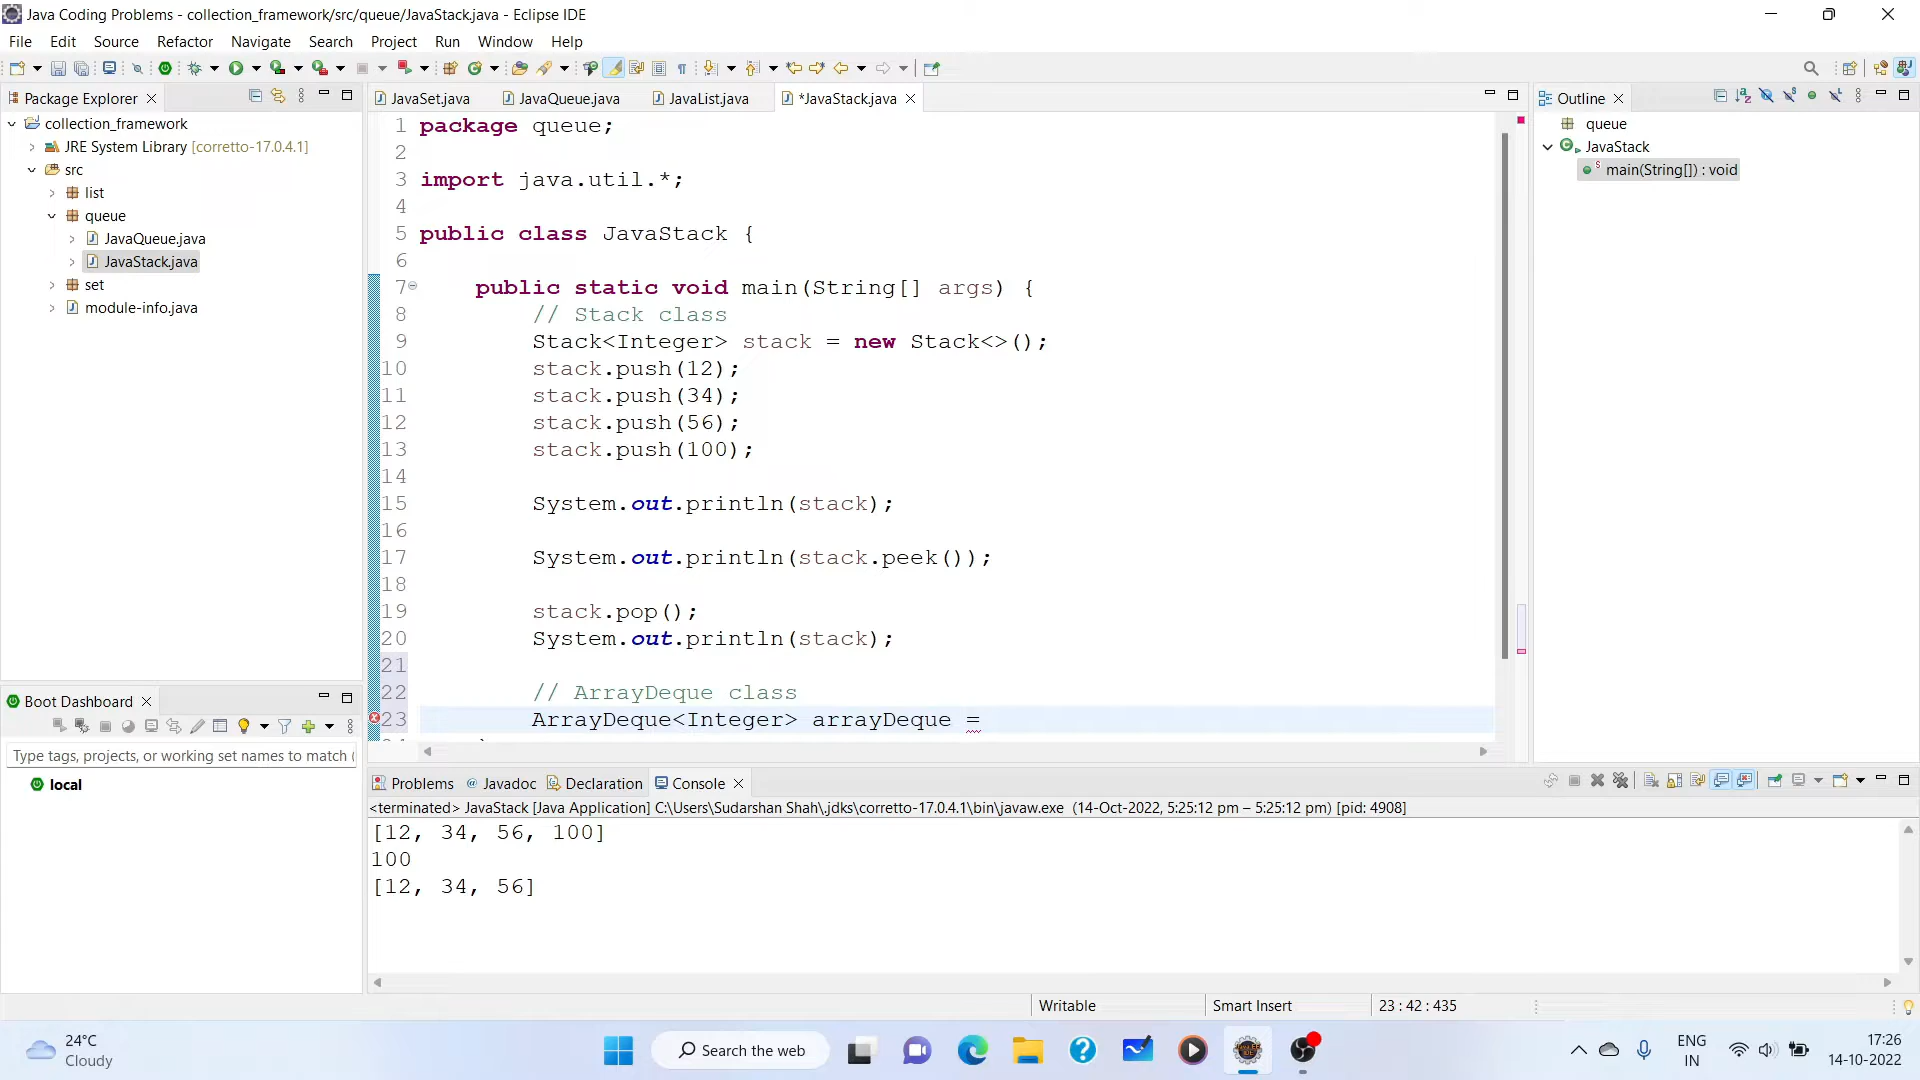 Java Coding Problems - collection_framework/src/queue/JavaStack.java - Eclipse IDE
File Edit Source Refactor Navigate Search Project Run Window Help
Package Explorer
collection_framework
JRE System Library [corretto-17.0.4.1]
src
list
queue
JavaQueue.java
JavaStack.java
set
module-info.java
Boot Dashboard
Type tags, projects, or working set names to match (
local
JavaSet.java JavaQueue.java JavaList.java *JavaStack.java
1 package queue;
2
3 import java.util.*;
4
5 public class JavaStack {
6
7 public static void main(String[] args) {
8 // Stack class
9 Stack<Integer> stack = new Stack<>();
10 stack.push(12);
11 stack.push(34);
12 stack.push(56);
13 stack.push(100);
14
15 System.out.println(stack);
16
17 System.out.println(stack.peek());
18
19 stack.pop();
20 System.out.println(stack);
21
22 // ArrayDeque class
23 ArrayDeque<Integer> arrayDeque =
Outline
queue
JavaStack
main(String[]) : void
Problems @ Javadoc Declaration Console
<terminated> JavaStack [Java Application] C:\Users\Sudarshan Shah\.jdks\corretto-17.0.4.1\bin\javaw.exe (14-Oct-2022, 5:25:12 pm – 5:25:12 pm) [pid: 4908]
[12, 34, 56, 100]
100
[12, 34, 56]
Writable Smart Insert 23 : 42 : 435
24°C
Cloudy
Search the web
ENG
IN
17:26
14-10-2022